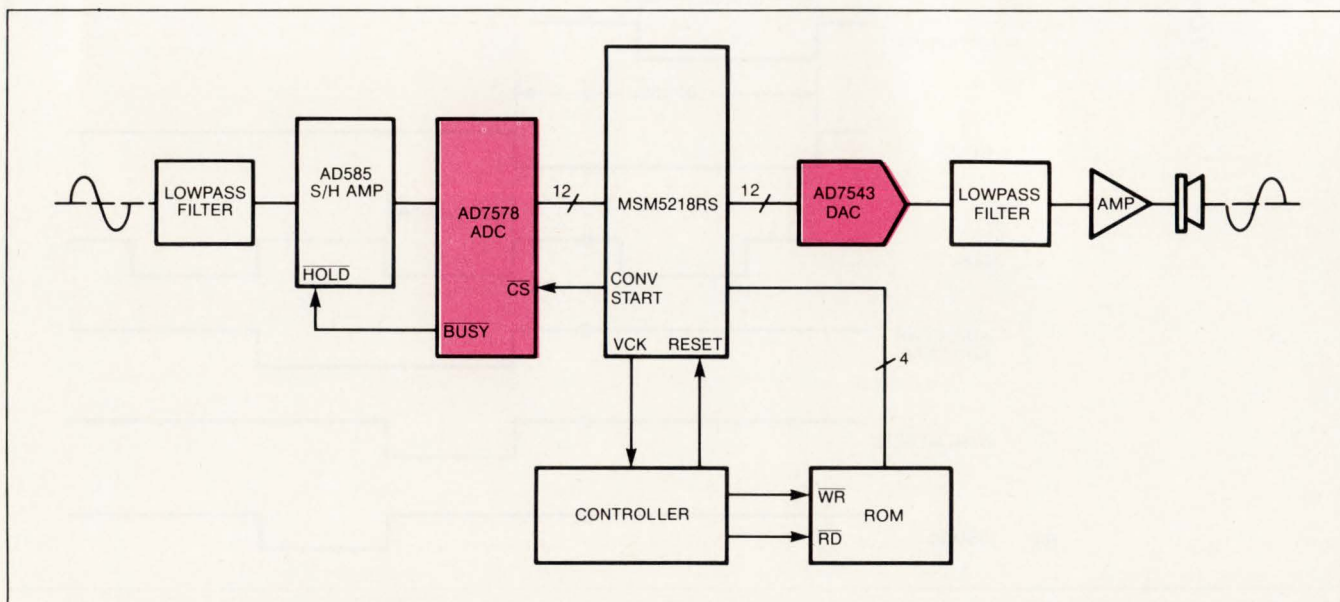 LOWPASS
FILTER
AD585
S/H AMP
HOLD
AD7578
ADC
CS
BUSY
12
MSM5218RS
CONV
START
VCK RESET
12
AD7543
DAC
LOWPASS
FILTER
AMP
4
CONTROLLER
WR
RD
ROM